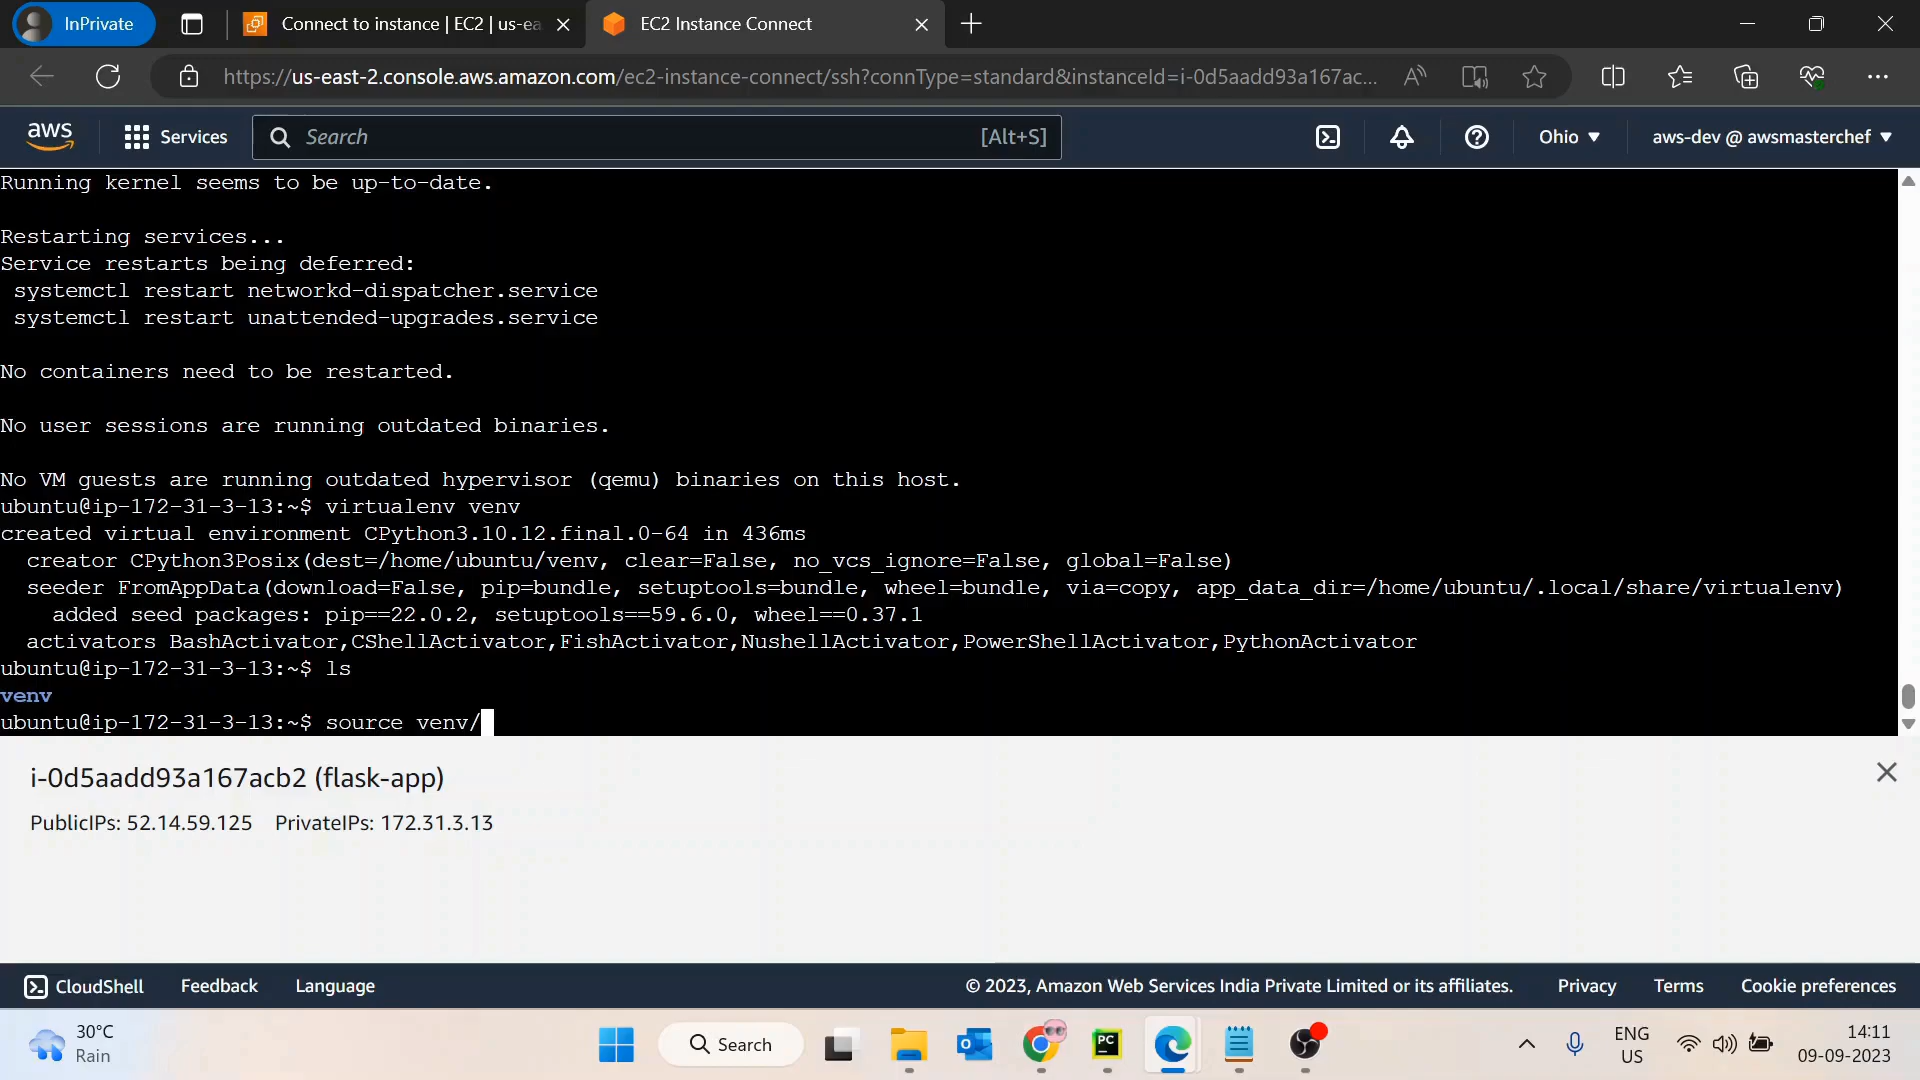 InPrivate
Connect to instance | EC2 | us-ea
EC2 Instance Connect
https://us-east-2.console.aws.amazon.com/ec2-instance-connect/ssh?connType=standard&instanceId=i-0d5aadd93a167ac...
aws
Services
Search
[Alt+S]
Ohio
aws-dev @ awsmasterchef
Running kernel seems to be up-to-date.
Restarting services...
Service restarts being deferred:
systemctl restart networkd-dispatcher.service
systemctl restart unattended-upgrades.service
No containers need to be restarted.
No user sessions are running outdated binaries.
No VM guests are running outdated hypervisor (qemu) binaries on this host.
ubuntu@ip-172-31-3-13:~$ virtualenv venv
created virtual environment CPython3.10.12.final.0-64 in 436ms
creator CPython3Posix(dest=/home/ubuntu/venv, clear=False, no_vcs_ignore=False, global=False)
seeder FromAppData(download=False, pip=bundle, setuptools=bundle, wheel=bundle, via=copy, app_data_dir=/home/ubuntu/.local/share/virtualenv)
added seed packages: pip==22.0.2, setuptools==59.6.0, wheel==0.37.1
activators BashActivator,CShellActivator,FishActivator,NushellActivator,PowerShellActivator,PythonActivator
ubuntu@ip-172-31-3-13:~$ ls
venv
ubuntu@ip-172-31-3-13:~$ source venv/
i-0d5aadd93a167acb2 (flask-app)
PublicIPs: 52.14.59.125 PrivateIPs: 172.31.3.13
CloudShell
Feedback
Language
© 2023, Amazon Web Services India Private Limited or its affiliates.
Privacy
Terms
Cookie preferences
30°C
Rain
Search
PC
ENG
US
14:11
09-09-2023